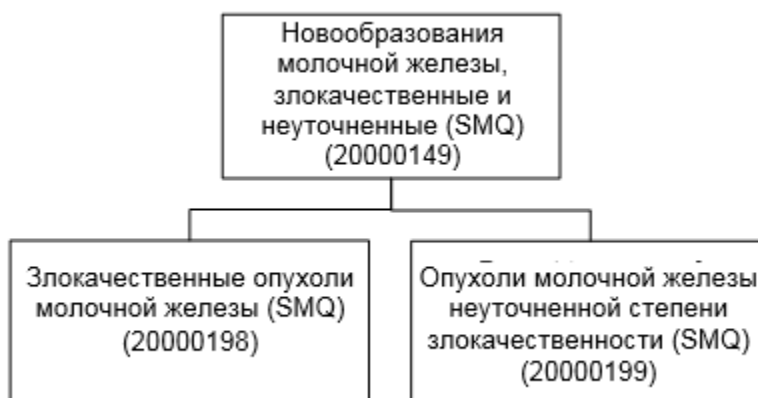 Новообразования
молочной железы,
злокачественные и
неуточненные (SMQ)
(20000149)
Злокачественные опухоли
молочной железы (SMQ)
(20000198)
Опухоли молочной железы
неуточненной степени
злокачественности (SMQ)
(20000199)